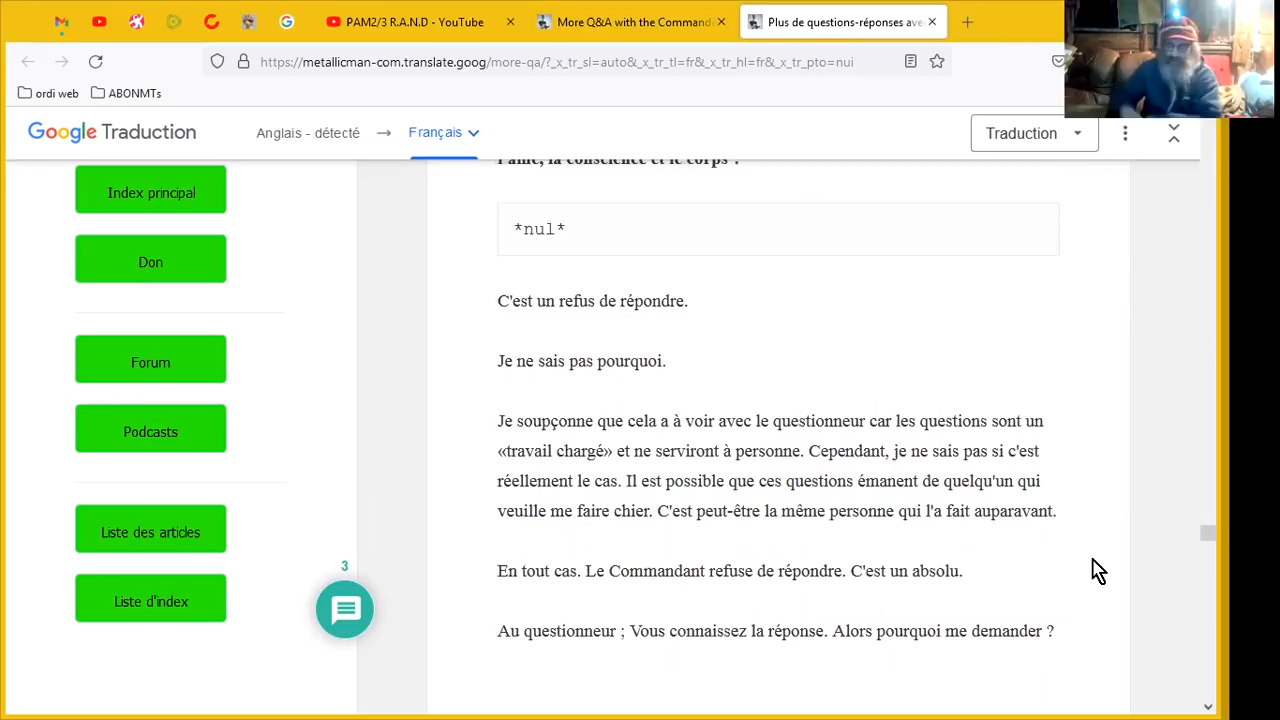 PAM2/3 R.A.N.D - YouTube
More Q&A with the Command
Plus de questions-réponses ave
https://metallicman-com.translate.goog/more-qa/?_x_tr_sl=auto&_x_tr_tl=fr&_x_tr_hl=fr&_x_tr_pto=nui
ordi web
ABONMTs
Google Traduction
Anglais - détecté
Français
Traduction
l'âme, la conscience et le corps ?
Index principal
Don
Forum
Podcasts
Liste des articles
Liste d'index
3
*nul*
C'est un refus de répondre.
Je ne sais pas pourquoi.
Je soupçonne que cela a à voir avec le questionneur car les questions sont un
«travail chargé» et ne serviront à personne. Cependant, je ne sais pas si c'est
réellement le cas. Il est possible que ces questions émanent de quelqu'un qui
veuille me faire chier. C'est peut-être la même personne qui l'a fait auparavant.
En tout cas. Le Commandant refuse de répondre. C'est un absolu.
Au questionneur ; Vous connaissez la réponse. Alors pourquoi me demander ?